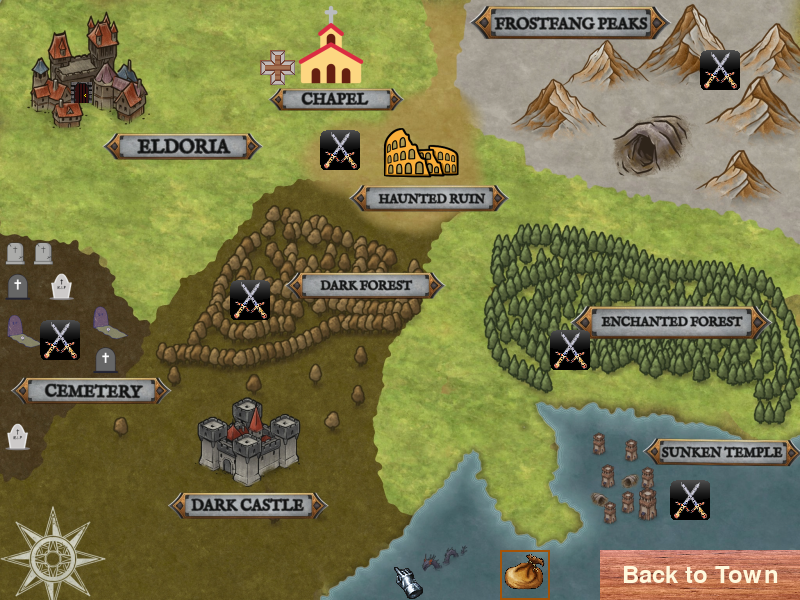 FROSTFANG PEAKS
CHAPEL
ELDORIA
HAUNTED RUIN
DARK FOREST
ENCHANTED FOREST
CEMETERY
SUNKEN TEMPLE
DARK CASTLE
Back to Town